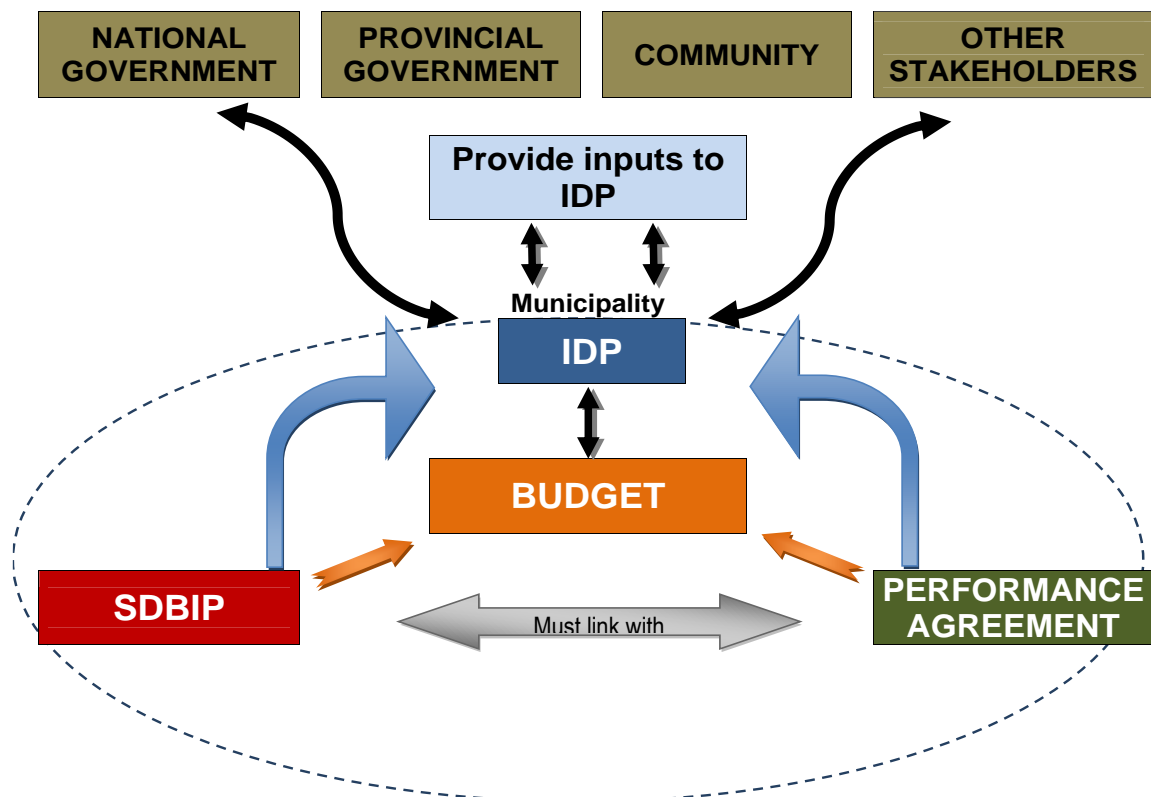 NATIONAL
GOVERNMENT
PROVINCIAL
GOVERNMENT
COMMUNITY
OTHER
STAKEHOLDERS
Provide inputs to
IDP
Municipality
IDP
BUDGET
SDBIP
PERFORMANCE
AGREEMENT
Must link with